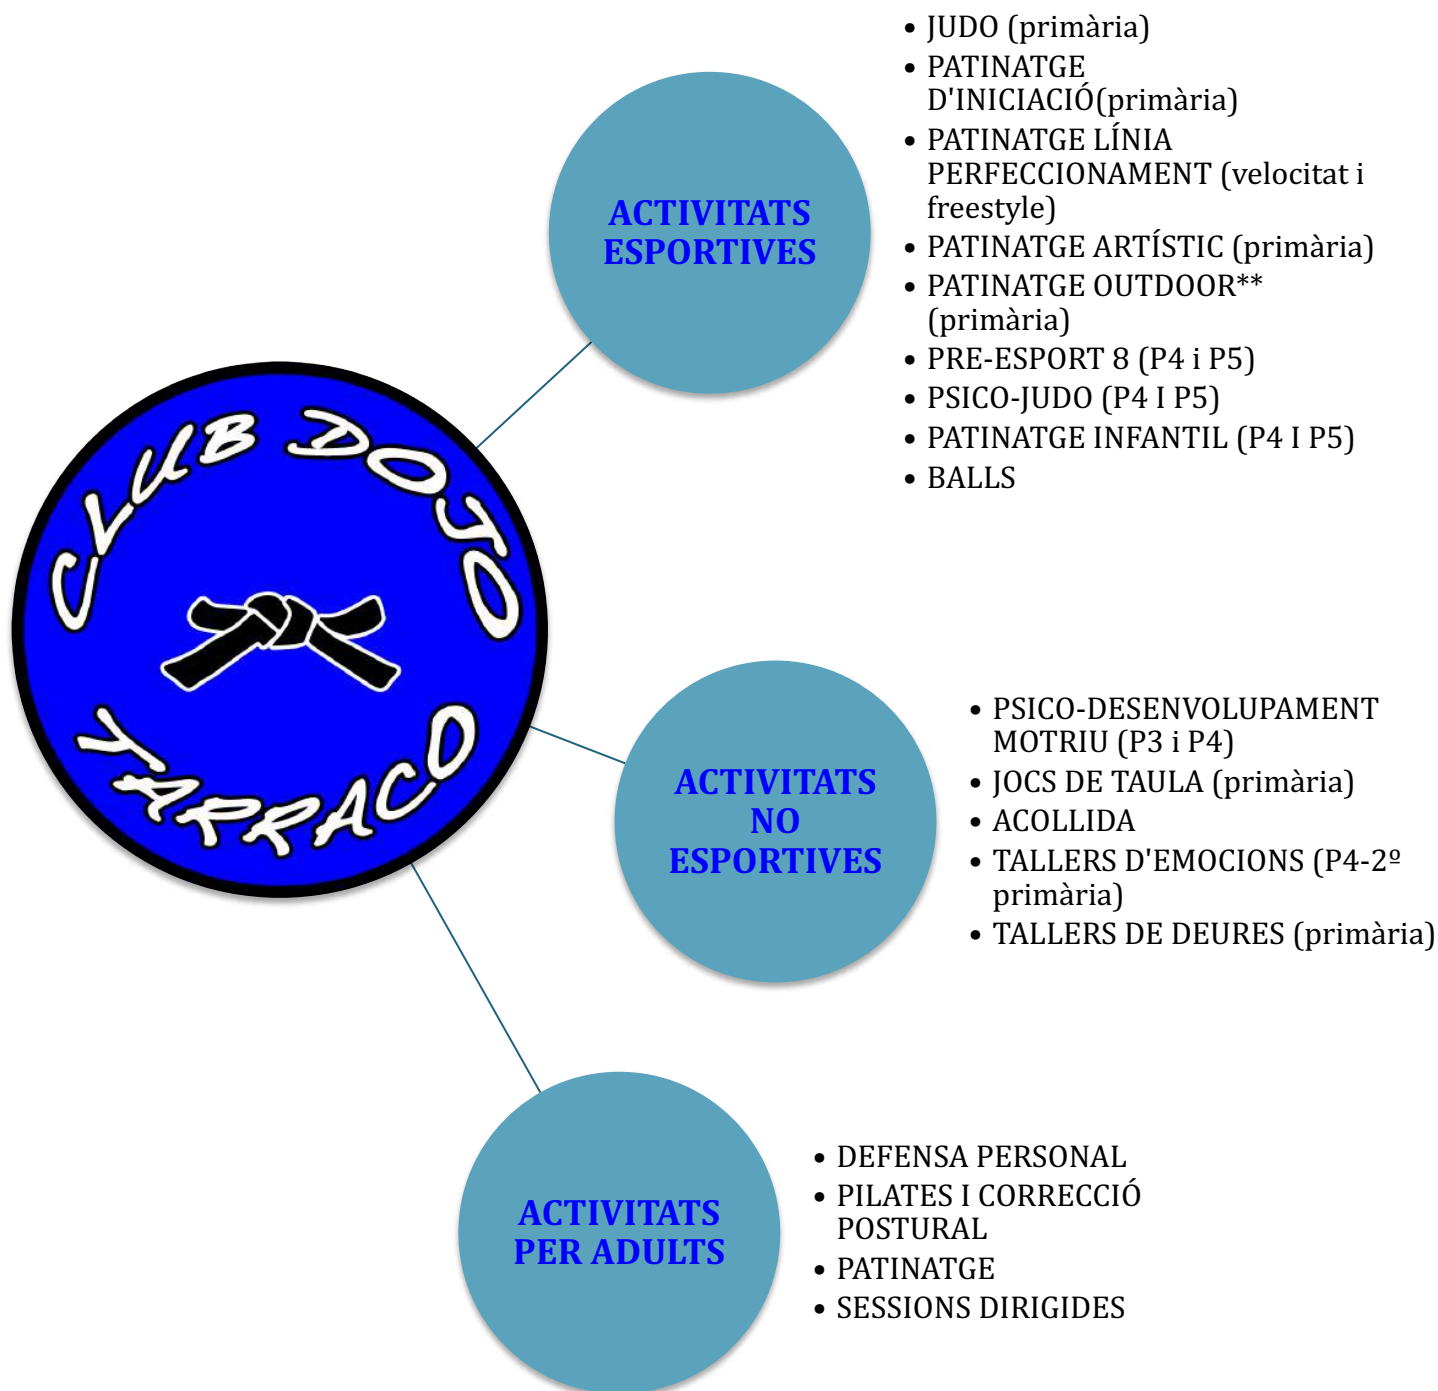 CLUB DOJO
TARRACO
ACTIVITATS
ESPORTIVES
• JUDO (primària)
• PATINATGE
D'INICIACIÓ(primària)
• PATINATGE LÍNIA
PERFECCIONAMENT (velocitat i
freestyle)
• PATINATGE ARTÍSTIC (primària)
• PATINATGE OUTDOOR**
(primària)
• PRE-ESPORT 8 (P4 i P5)
• PSICO-JUDO (P4 I P5)
• PATINATGE INFANTIL (P4 I P5)
• BALLS
ACTIVITATS
NO
ESPORTIVES
• PSICO-DESENVOLUPAMENT
MOTRIU (P3 i P4)
• JOCS DE TAULA (primària)
• ACOLLIDA
• TALLERS D'EMOCIONS (P4-2º
primària)
• TALLERS DE DEURES (primària)
ACTIVITATS
PER ADULTS
• DEFENSA PERSONAL
• PILATES I CORRECCIÓ
POSTURAL
• PATINATGE
• SESSIONS DIRIGIDES